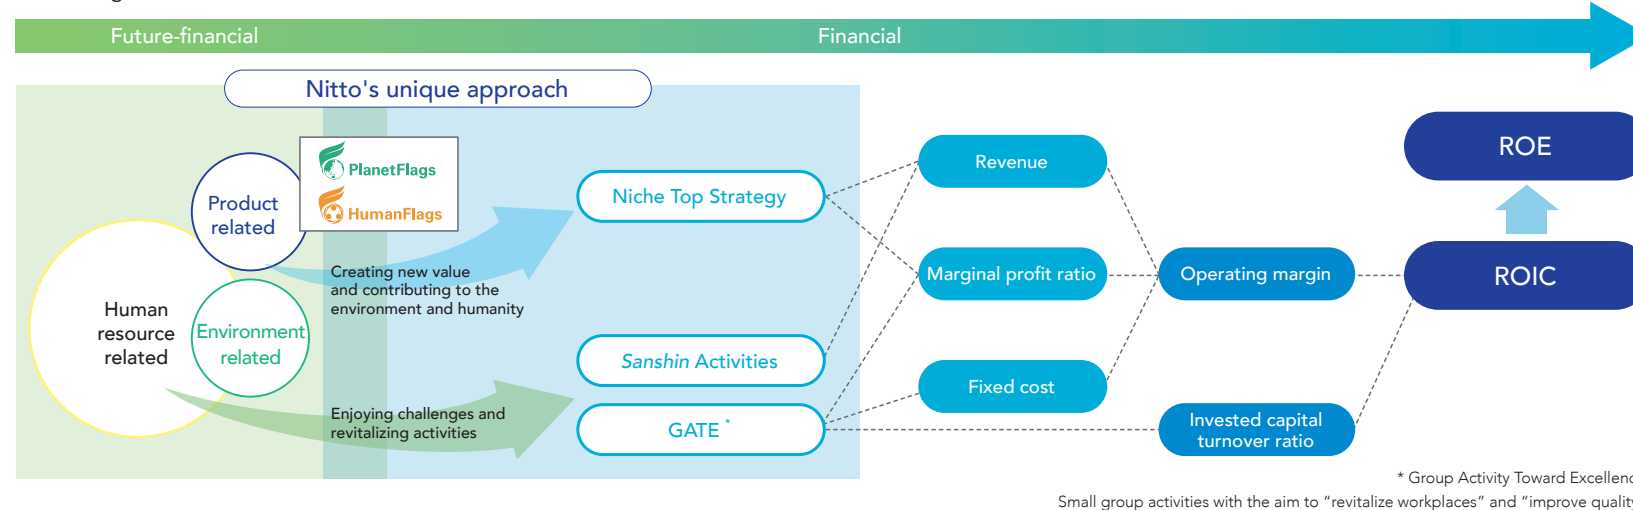 Future-financial
Financial
Nitto's unique approach
PlanetFlags
HumanFlags
Product
related
Human
resource
related
Environment
related
Creating new value
and contributing to the
environment and humanity
Enjoying challenges and
revitalizing activities
Niche Top Strategy
Sanshin Activities
GATE *
Revenue
Marginal profit ratio
Fixed cost
Operating margin
Invested capital
turnover ratio
ROE
ROIC
* Group Activity Toward Excellenc
Small group activities with the aim to “revitalize workplaces” and “improve quality